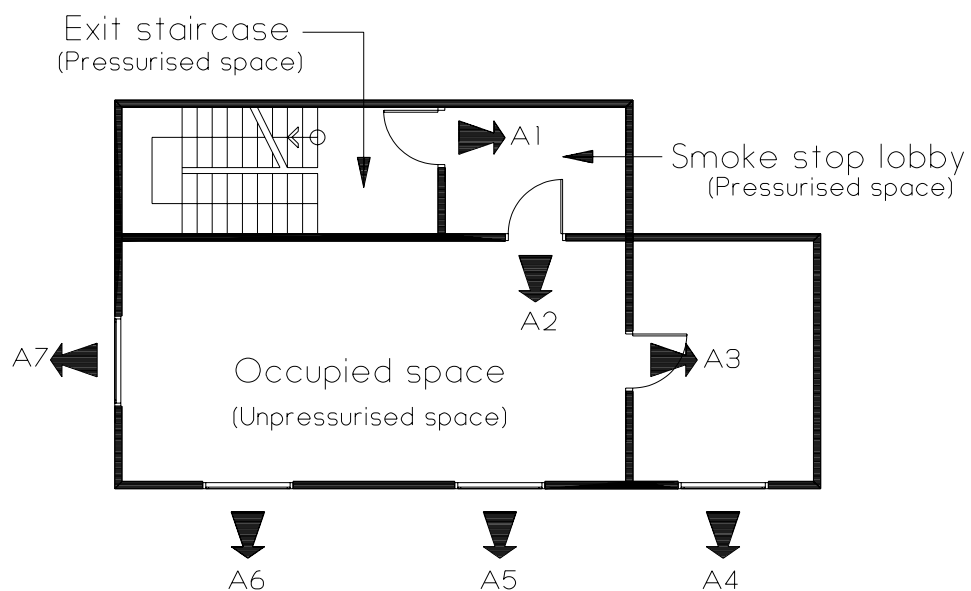 Exit staircase
(Pressurised space)
A1
Smoke stop lobby
(Pressurised space)
A2
A7
A3
Occupied space
(Unpressurised space)
A6
A5
A4